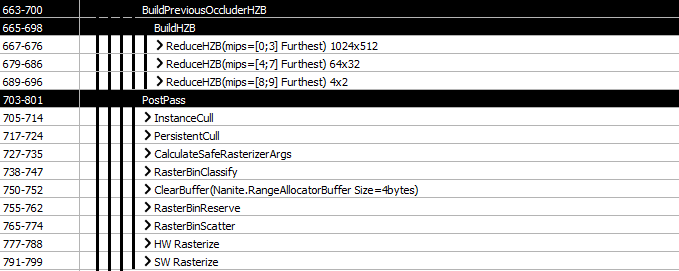 663-700 BuildPreviousOccluderHZB
665-698 BuildHZB
667-676 ReduceHZB(mips=[0;3] Furthest) 1024x512
679-686 ReduceHZB(mips=[4;7] Furthest) 64x32
689-696 ReduceHZB(mips=[8;9] Furthest) 4x2
703-801 PostPass
705-714 InstanceCull
717-724 PersistentCull
727-735 CalculateSafeRasterizerArgs
738-747 RasterBinClassify
750-752 ClearBuffer(Nanite.RangeAllocatorBuffer Size=4bytes)
755-762 RasterBinReserve
765-774 RasterBinScatter
777-788 HW Rasterize
791-799 SW Rasterize